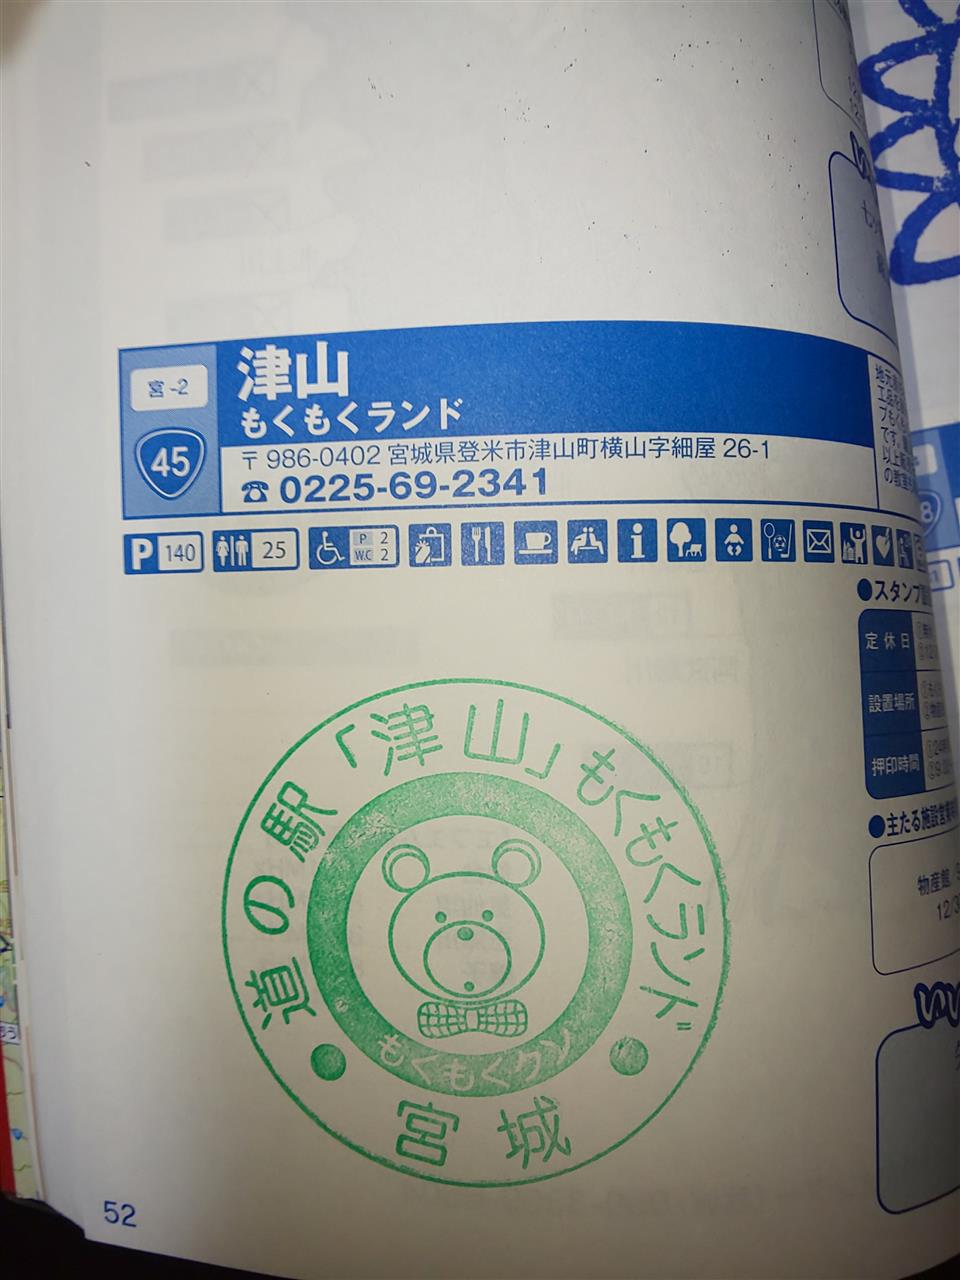 宮-2
45
津山
もくもくランド
〒986-0402 宮城県登米市津山町横山字細屋 26-1
☎ 0225-69-2341
P 140
25
P 2
W.C 2
i
●スタンプ
定休日
設置場所
押印時間
●主たる施設営業
物産館
道の駅「津山」もくもくランド
もくもくクン
宮城
52